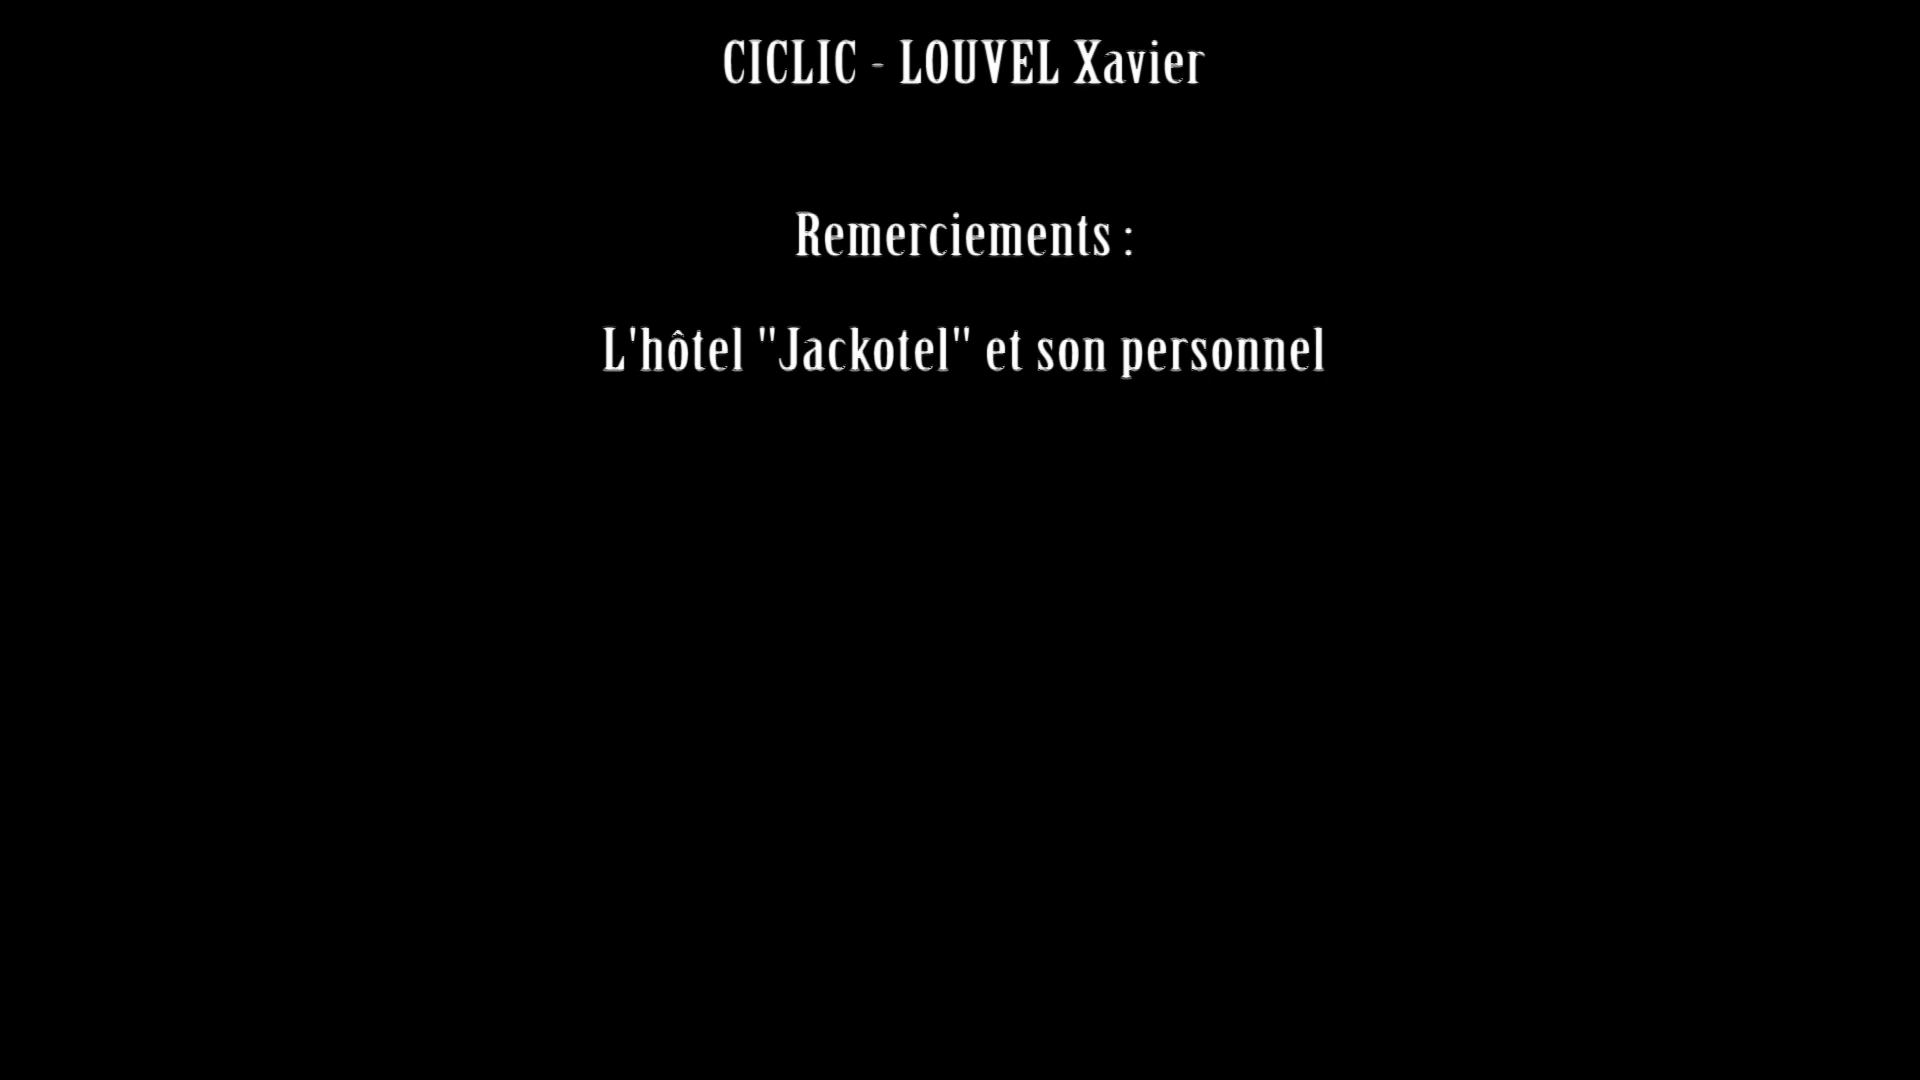 CICLIC - LOUVEL Xavier
Remerciements :
L'hôtel "Jackotel" et son personnel